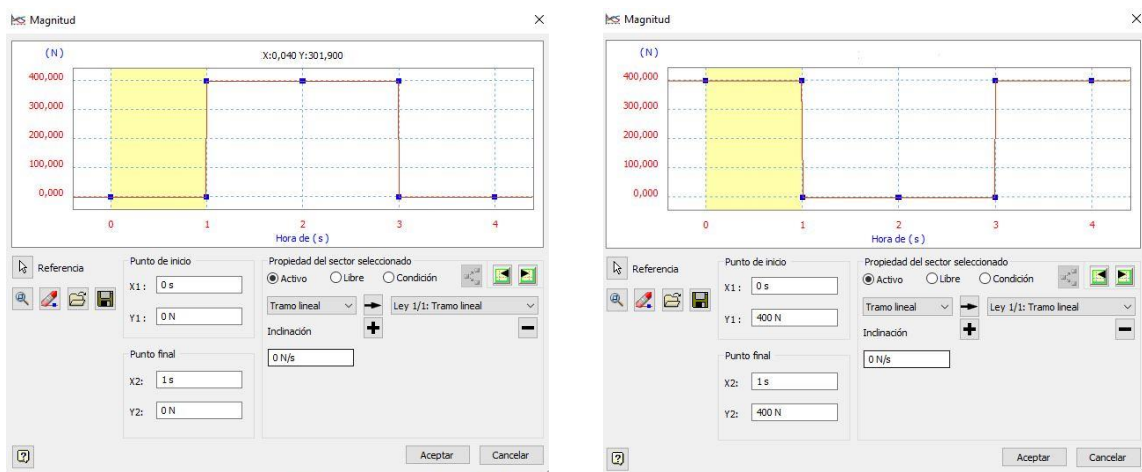 Magnitud
(N)
X:0,040 Y:301,900
400,000
300,000
200,000
100,000
0,000
0 1 2 3 4
Hora de ( s )
Referencia
Punto de inicio
X1: 0 s
Y1: 0 N
Punto final
X2: 1 s
Y2: 0 N
Propiedad del sector seleccionado
Activo Libre Condición
Tramo lineal Ley 1/1: Tramo lineal
Inclinación
0 N/s
Aceptar Cancelar
Magnitud
(N)
400,000
300,000
200,000
100,000
0,000
0 1 2 3 4
Hora de ( s )
Referencia
Punto de inicio
X1: 0 s
Y1: 400 N
Punto final
X2: 1 s
Y2: 400 N
Propiedad del sector seleccionado
Activo Libre Condición
Tramo lineal Ley 1/1: Tramo lineal
Inclinación
0 N/s
Aceptar Cancelar